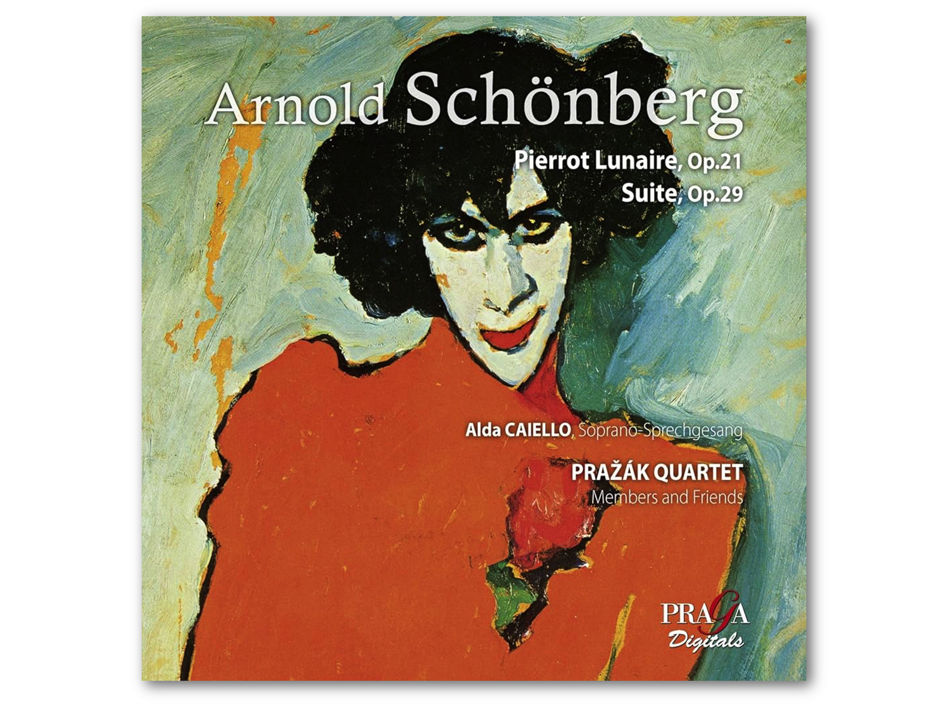 Arnold Schönberg
Pierrot Lunaire, Op.21
Suite, Op.29
Alda CAIELLO, Soprano-Sprechgesang
PRAŽÁK QUARTET
Members and Friends
PRAGA
Digitals